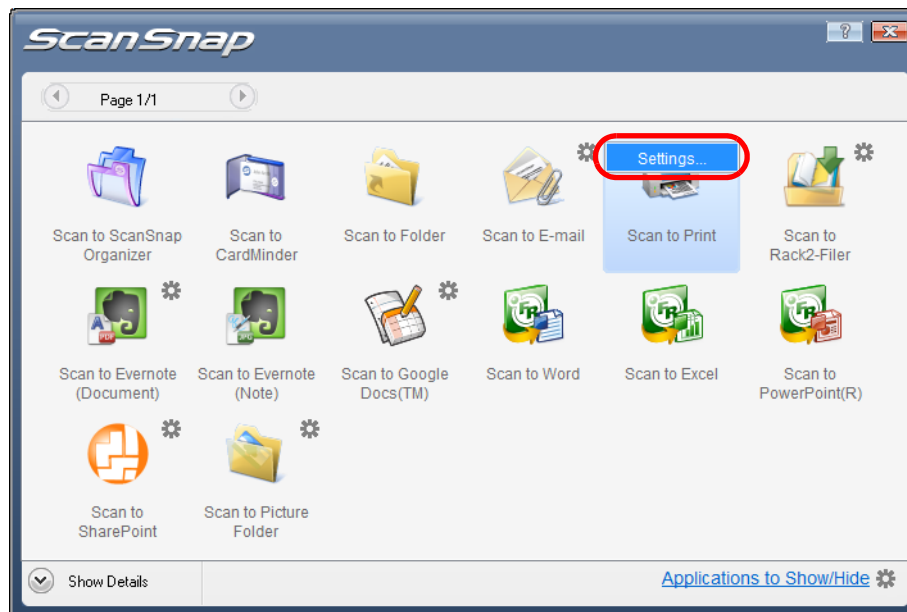 ScanSnap
Page 1/1
Settings...
Scan to ScanSnap
Organizer
Scan to
CardMinder
Scan to Folder
Scan to E-mail
Scan to Print
Scan to
Rack2-Filer
Scan to Evernote
(Document)
Scan to Evernote
(Note)
Scan to Google
Docs(TM)
Scan to Word
Scan to Excel
Scan to
PowerPoint(R)
Scan to
SharePoint
Scan to Picture
Folder
Show Details
Applications to Show/Hide